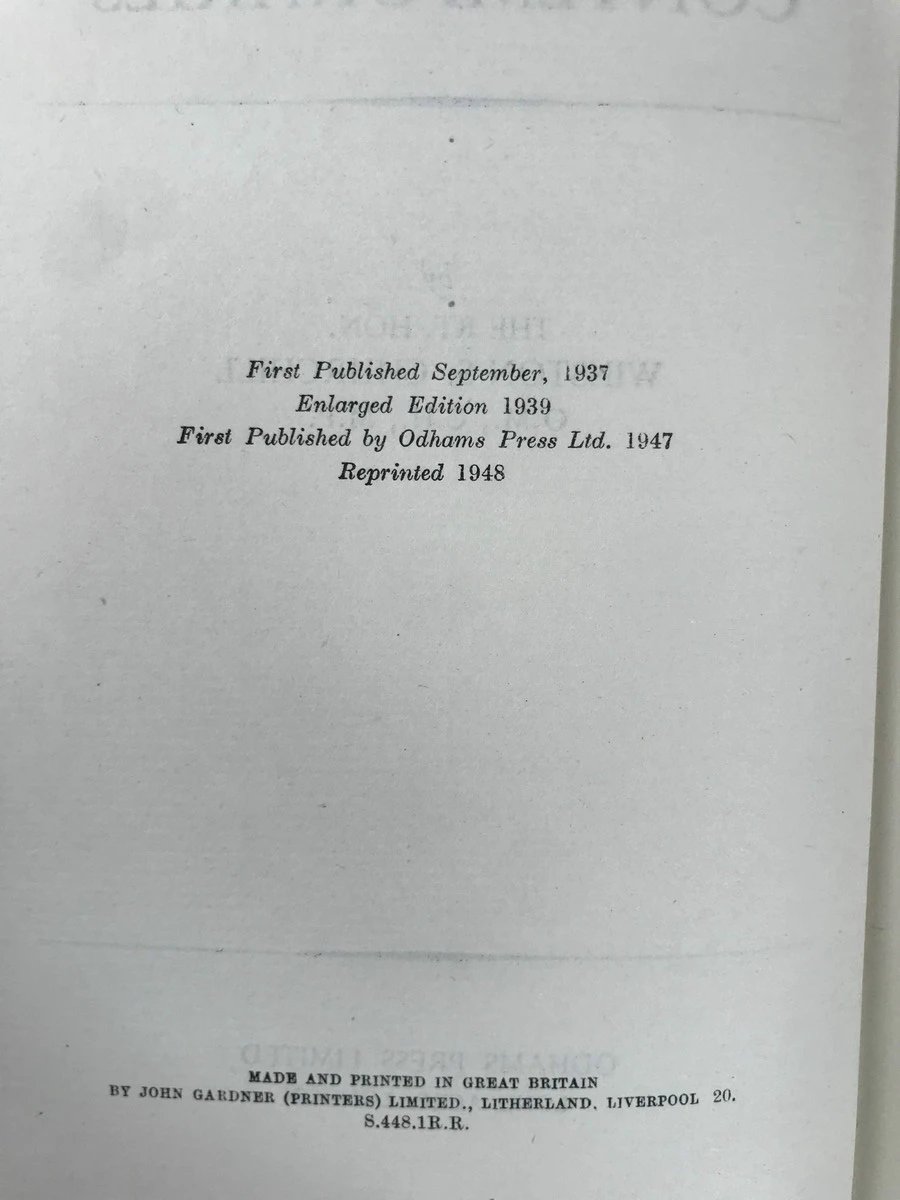 First Published September, 1937
Enlarged Edition 1939
First Published by Odhams Press Ltd. 1947
Reprinted 1948
MADE AND PRINTED IN GREAT BRITAIN
BY JOHN GARDNER (PRINTERS) LIMITED., LITHERLAND. LIVERPOOL 20.
S.448.1R.R.